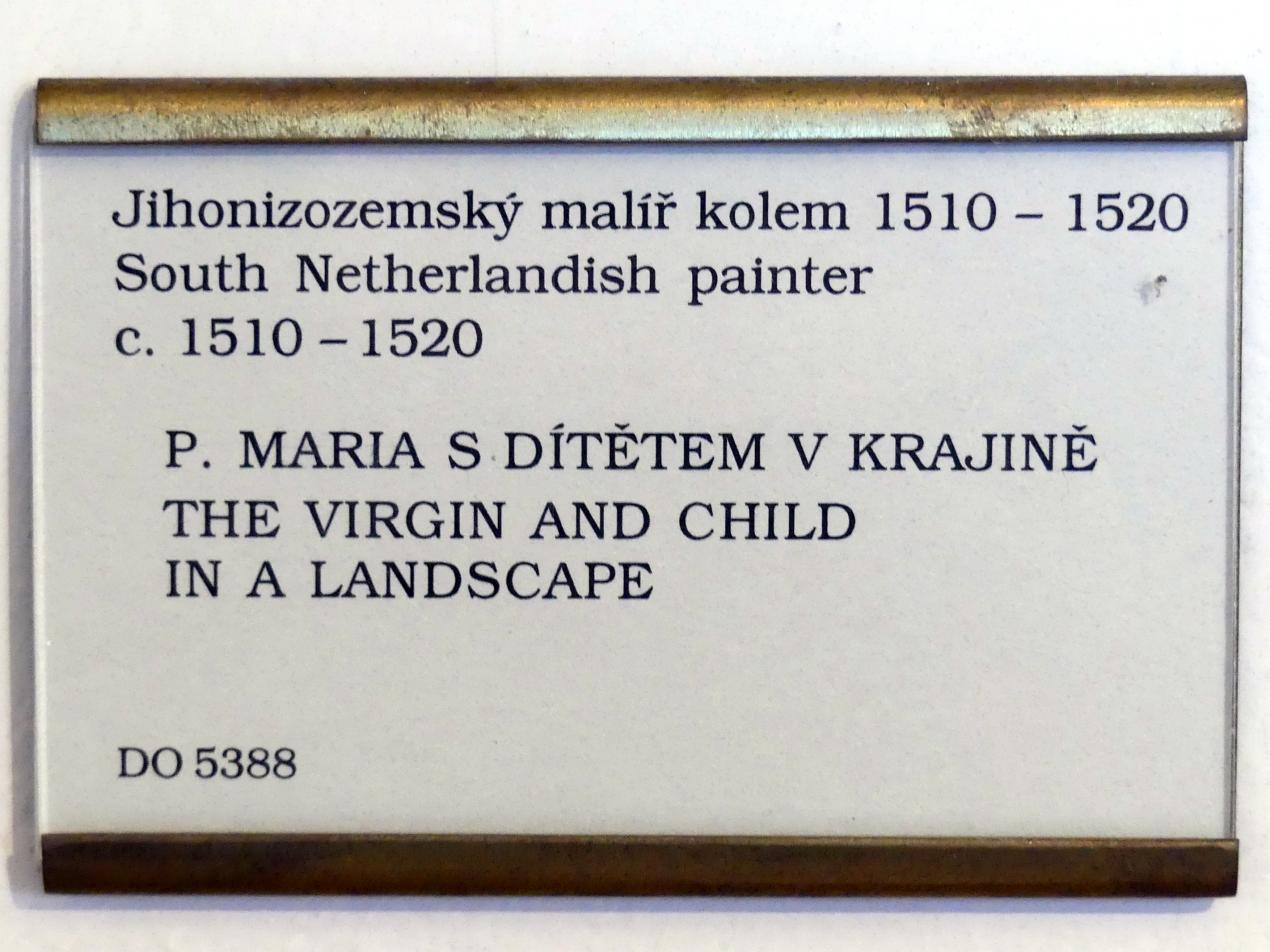 Jihonizozemský malíř kolem 1510 – 1520
South Netherlandish painter
c. 1510 – 1520
P. MARIA S DÍTĚTEM V KRAJINĚ
THE VIRGIN AND CHILD
IN A LANDSCAPE
DO 5388